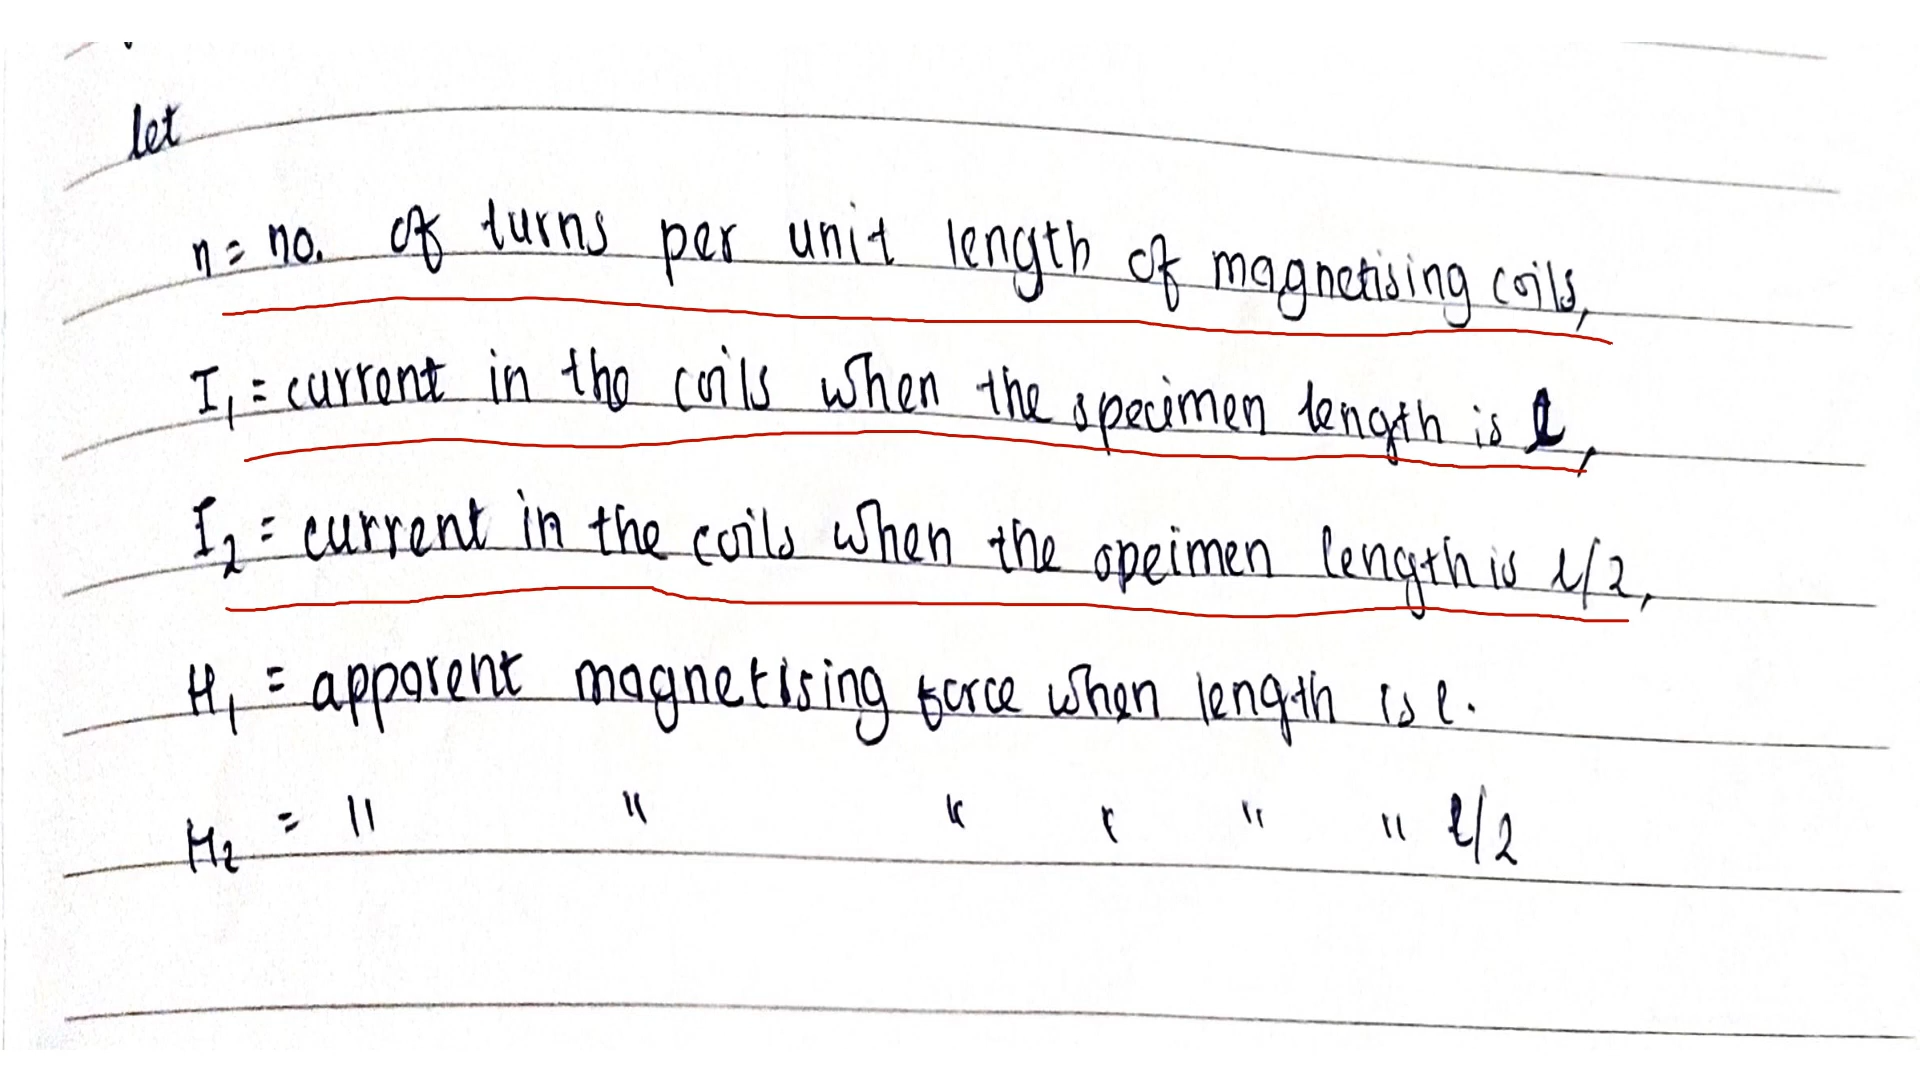 let
n = no. of turns per unit length of magnetising coils,
I₁ = current in the coils when the specimen length is l,
I₂ = current in the coils when the speimen length is l/2,
H₁ = apparent magnetising force when length is l.
H₂ = " " " " " " l/2